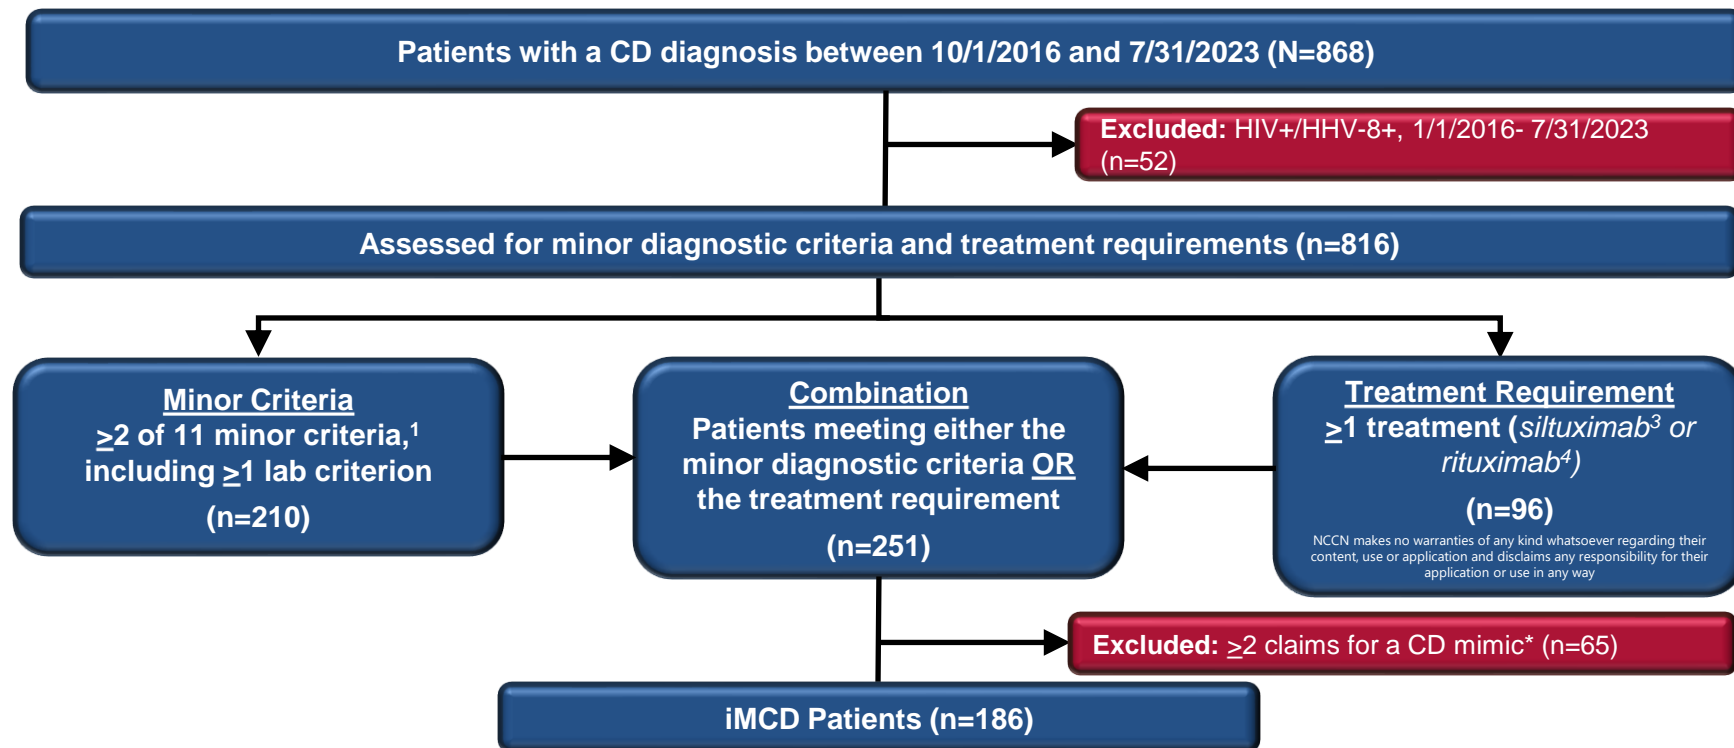 Patients with a CD diagnosis between 10/1/2016 and 7/31/2023 (N=868)
Excluded: HIV+/HHV-8+, 1/1/2016- 7/31/2023
(n=52)
Assessed for minor diagnostic criteria and treatment requirements (n=816)
Minor Criteria
≥2 of 11 minor criteria,¹
including ≥1 lab criterion
(n=210)
Combination
Patients meeting either the
minor diagnostic criteria OR
the treatment requirement
(n=251)
Treatment Requirement
≥1 treatment (siltuximab³ or
rituximab⁴)
(n=96)
NCCN makes no warranties of any kind whatsoever regarding their
content, use or application and disclaims any responsibility for their
application or use in any way
Excluded: ≥2 claims for a CD mimic* (n=65)
iMCD Patients (n=186)